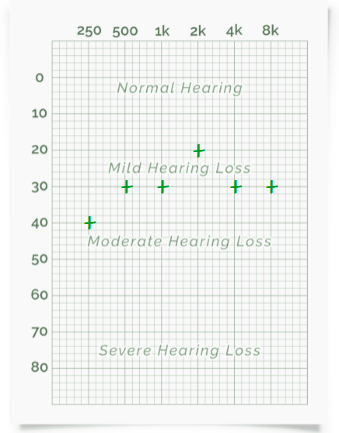 250 500 1k 2k 4k 8k
0
Normal Hearing
10
20
Mild Hearing Loss
30
40
Moderate Hearing Loss
50
60
70
Severe Hearing Loss
80